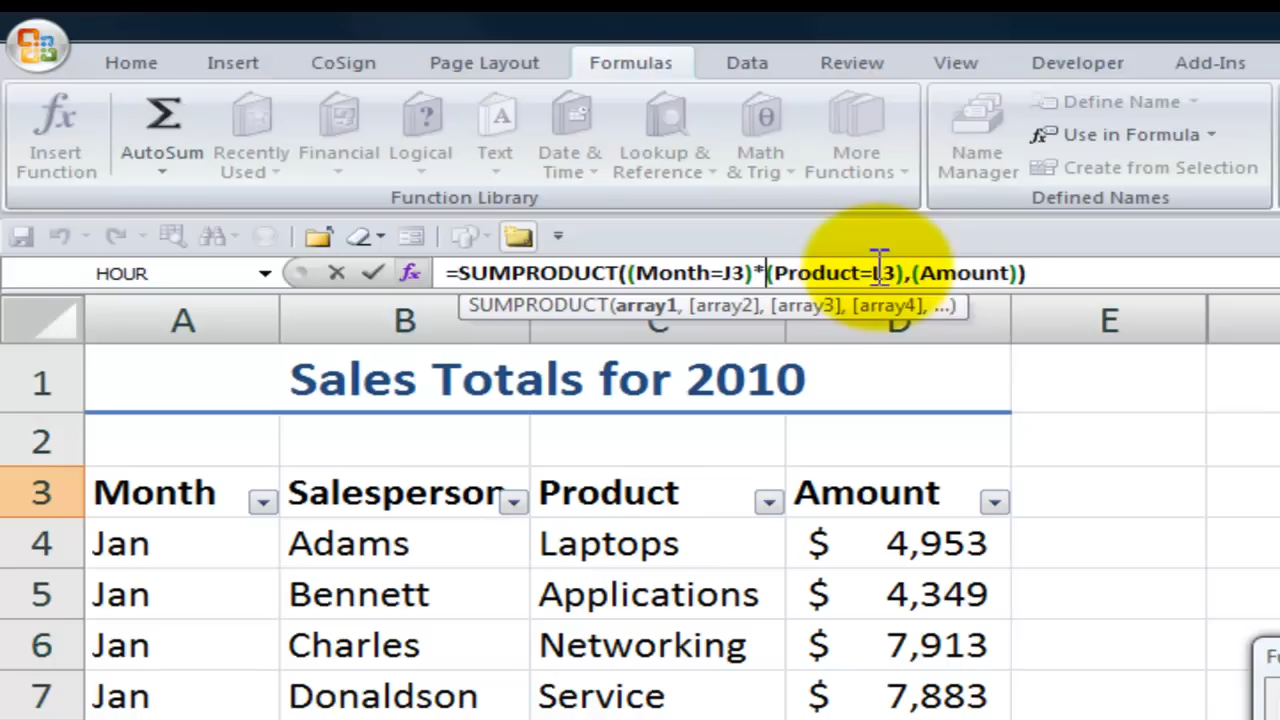 Home Insert CoSign Page Layout Formulas Data Review View Developer Add-Ins
fx Σ ? A θ Define Name
Insert Function AutoSum Recently Used Financial Logical Text Date & Time Lookup & Reference Math & Trig More Functions Name Manager fx Use in Formula
Create from Selection
Function Library Defined Names
HOUR fx =SUMPRODUCT((Month=J3)*(Product=L3),(Amount))
SUMPRODUCT(array1, [array2], [array3], [array4], ...)
A B C D E
1 Sales Totals for 2010
2
3 Month Salesperson Product Amount
4 Jan Adams Laptops $ 4,953
5 Jan Bennett Applications $ 4,349
6 Jan Charles Networking $ 7,913
7 Jan Donaldson Service $ 7,883